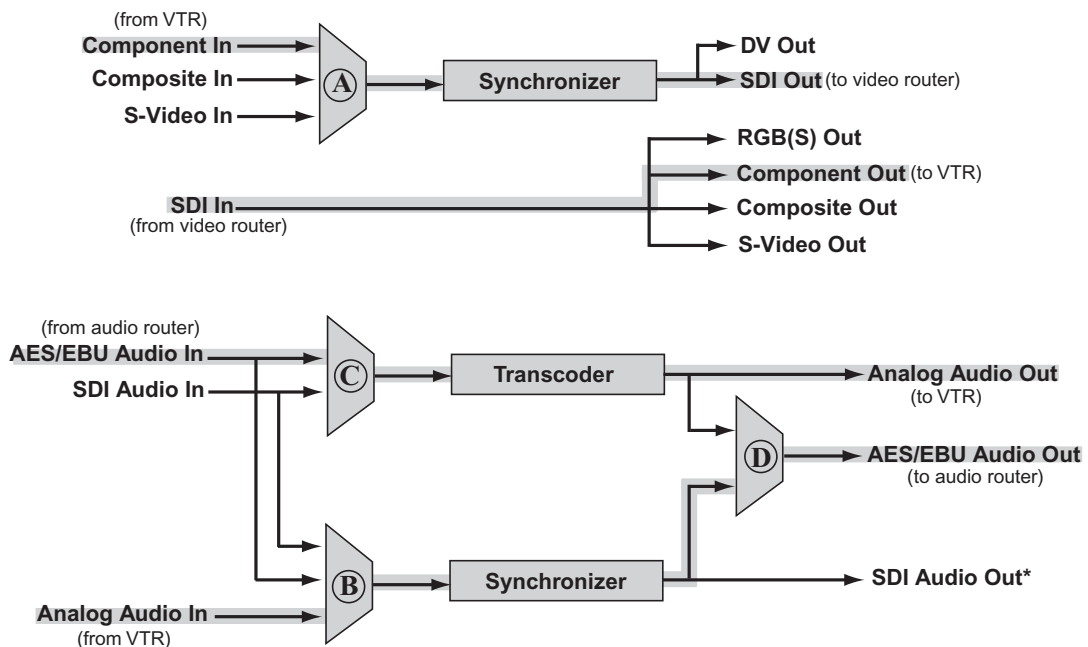 (from VTR)
Component In
Composite In
S-Video In
A
Synchronizer
DV Out
SDI Out (to video router)
RGB(S) Out
Component Out (to VTR)
Composite Out
S-Video Out
SDI In
(from video router)
(from audio router)
AES/EBU Audio In
SDI Audio In
C
Transcoder
Analog Audio Out
(to VTR)
D
AES/EBU Audio Out
(to audio router)
B
Synchronizer
SDI Audio Out*
Analog Audio In
(from VTR)